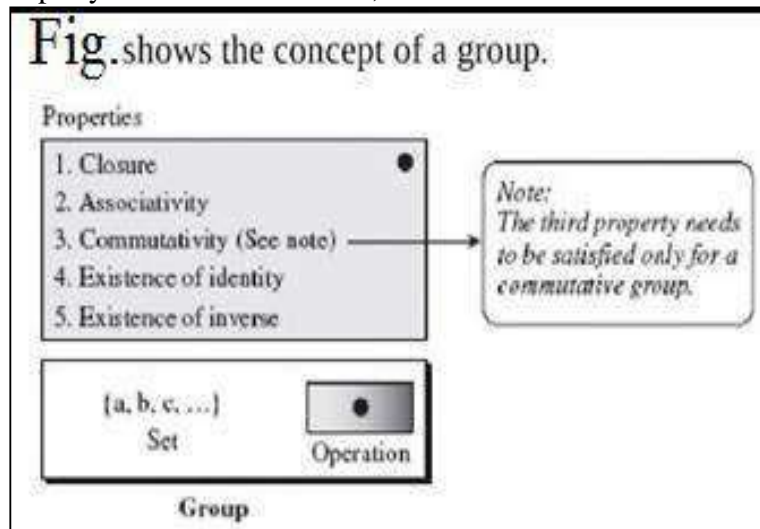 Fig. shows the concept of a group.
Properties
1. Closure
2. Associativity
3. Commutativity (See note)
4. Existence of identity
5. Existence of inverse
Note:
The third property needs
to be satisfied only for a
commutative group.
{a, b, c, …}
Set
Operation
Group